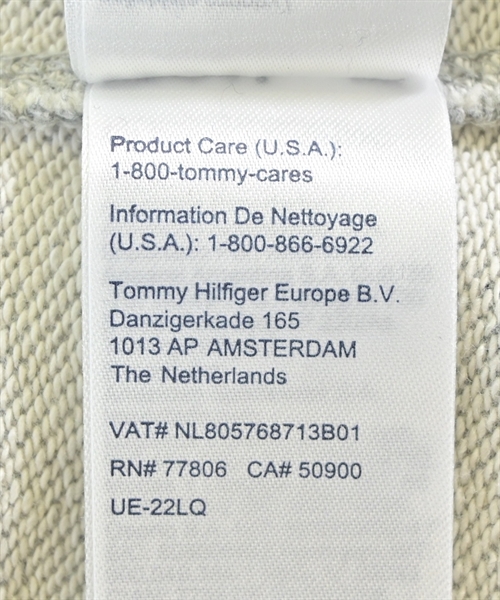 Product Care (U.S.A.):
1-800-tommy-cares
Information De Nettoyage
(U.S.A.): 1-800-866-6922
Tommy Hilfiger Europe B.V.
Danzigerkade 165
1013 AP AMSTERDAM
The Netherlands
VAT# NL805768713B01
RN# 77806 CA# 50900
UE-22LQ